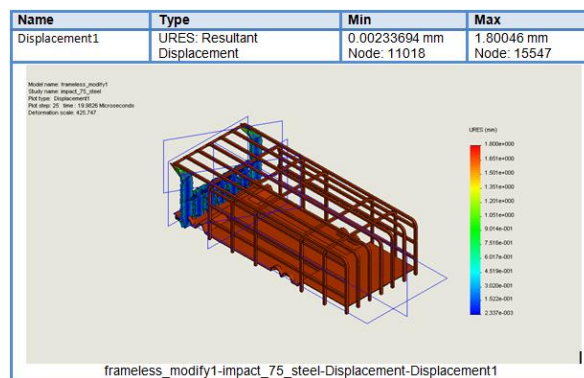 Name Type Min Max
Displacement1 URES: Resultant Displacement 0.00233694 mm Node: 11018 1.80046 mm Node: 15547
Model name: frameless_modify1
Study name: impact_75_steel
Plot type: Displacement1
Plot step: 25 time : 19.9826 Microseconds
Deformation scale: 425.747
URES (mm)
1.800e+000
1.651e+000
1.501e+000
1.351e+000
1.201e+000
1.051e+000
9.014e-001
7.516e-001
6.017e-001
4.519e-001
3.020e-001
1.522e-001
2.337e-003
frameless_modify1-impact_75_steel-Displacement-Displacement1